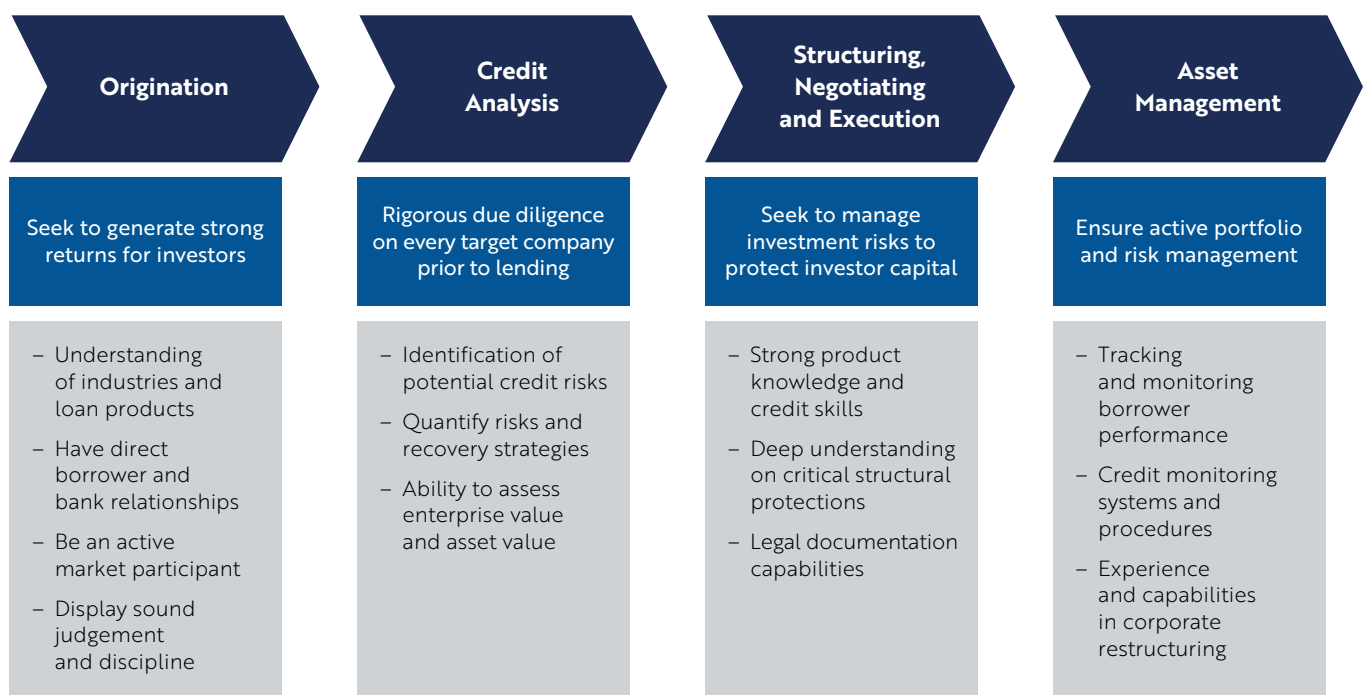 Origination
Seek to generate strong
returns for investors
– Understanding
of industries and
loan products
– Have direct
borrower and
bank relationships
– Be an active
market participant
– Display sound
judgement
and discipline
Credit
Analysis
Rigorous due diligence
on every target company
prior to lending
– Identification of
potential credit risks
– Quantify risks and
recovery strategies
– Ability to assess
enterprise value
and asset value
Structuring,
Negotiating
and Execution
Seek to manage
investment risks to
protect investor capital
– Strong product
knowledge and
credit skills
– Deep understanding
on critical structural
protections
– Legal documentation
capabilities
Asset
Management
Ensure active portfolio
and risk management
– Tracking
and monitoring
borrower
performance
– Credit monitoring
systems and
procedures
– Experience
and capabilities
in corporate
restructuring